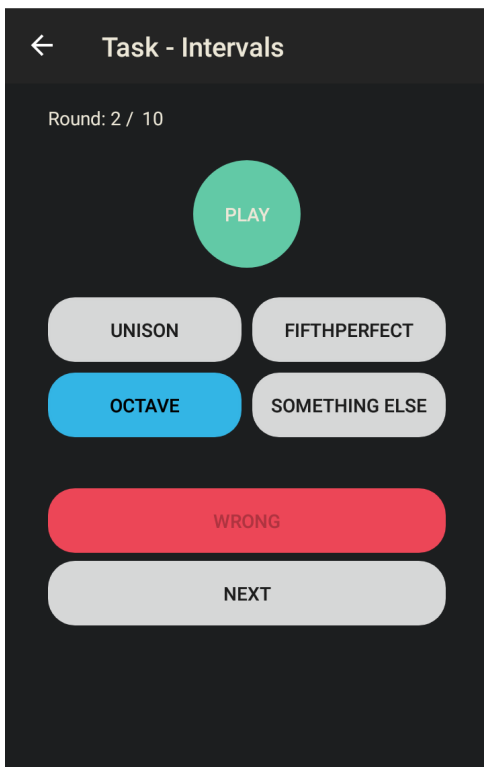 Task - Intervals
Round: 2 / 10
PLAY
UNISON
FIFTHPERFECT
OCTAVE
SOMETHING ELSE
WRONG
NEXT